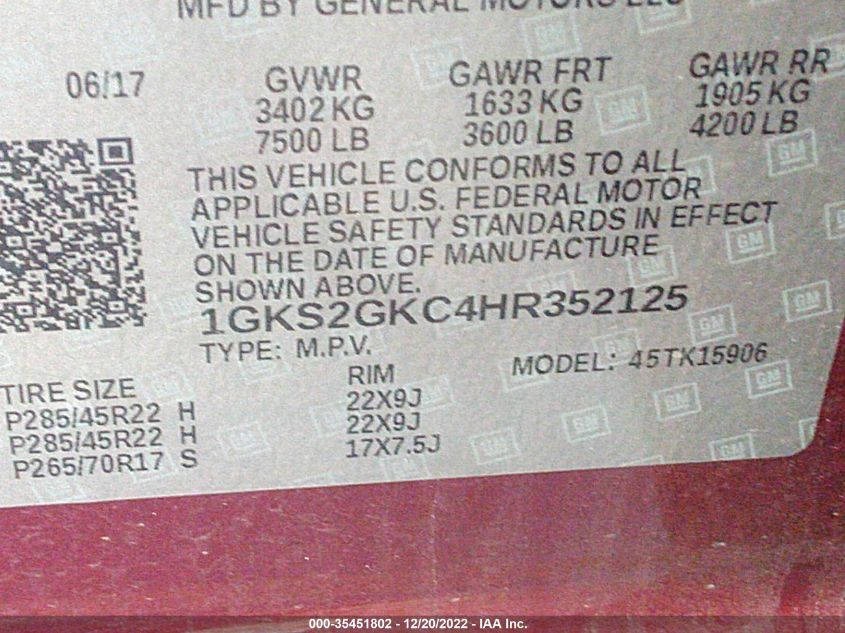 MFD BY GENERAL MOTORS LLC
06/17 GVWR GAWR FRT GAWR RR
3402 KG 1633 KG 1905 KG
7500 LB 3600 LB 4200 LB
THIS VEHICLE CONFORMS TO ALL
APPLICABLE U.S. FEDERAL MOTOR
VEHICLE SAFETY STANDARDS IN EFFECT
ON THE DATE OF MANUFACTURE
SHOWN ABOVE.
1GKS2GKC4HR352125
TYPE: M.P.V. MODEL: 45TK15906
TIRE SIZE RIM
P285/45R22 H 22X9J
P285/45R22 H 22X9J
P265/70R17 S 17X7.5J
000-35451802 - 12/20/2022 - IAA Inc.